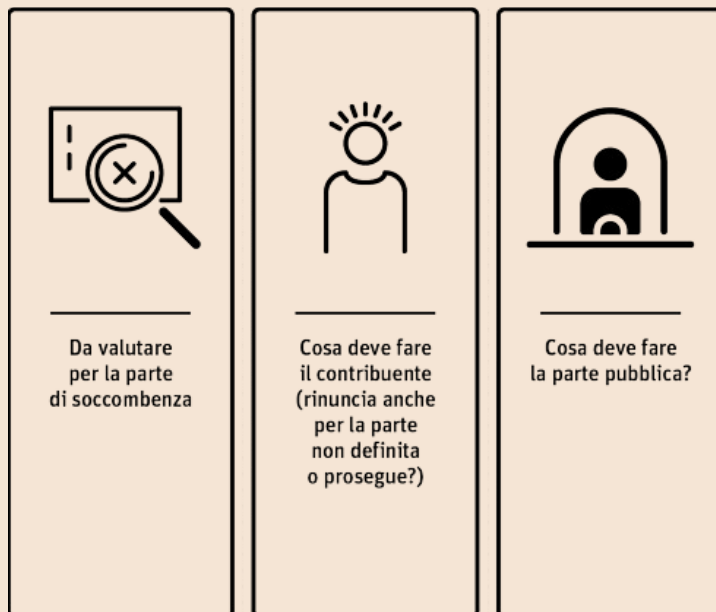 Da valutare
per la parte
di soccombenza
Cosa deve fare
il contribuente
(rinuncia anche
per la parte
non definita
o prosegue?)
Cosa deve fare
la parte pubblica?